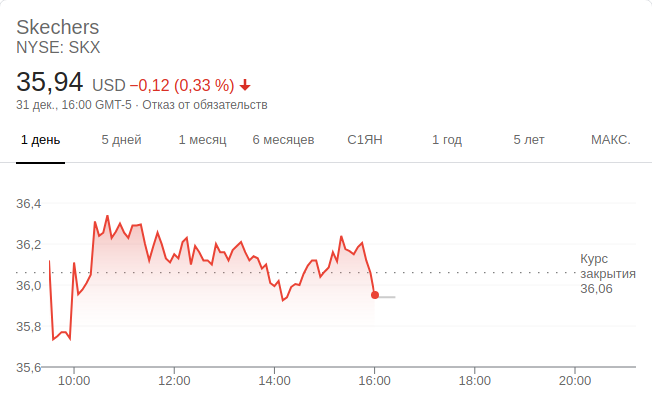 Skechers
NYSE: SKX
35,94 USD −0,12 (0,33 %)
31 дек., 16:00 GMT-5 · Отказ от обязательств
1 день 5 дней 1 месяц 6 месяцев С1ЯН 1 год 5 лет МАКС.
36,4
36,2
Курс
закрытия
36,06
36,0
35,8
35,6
10:00 12:00 14:00 16:00 18:00 20:00